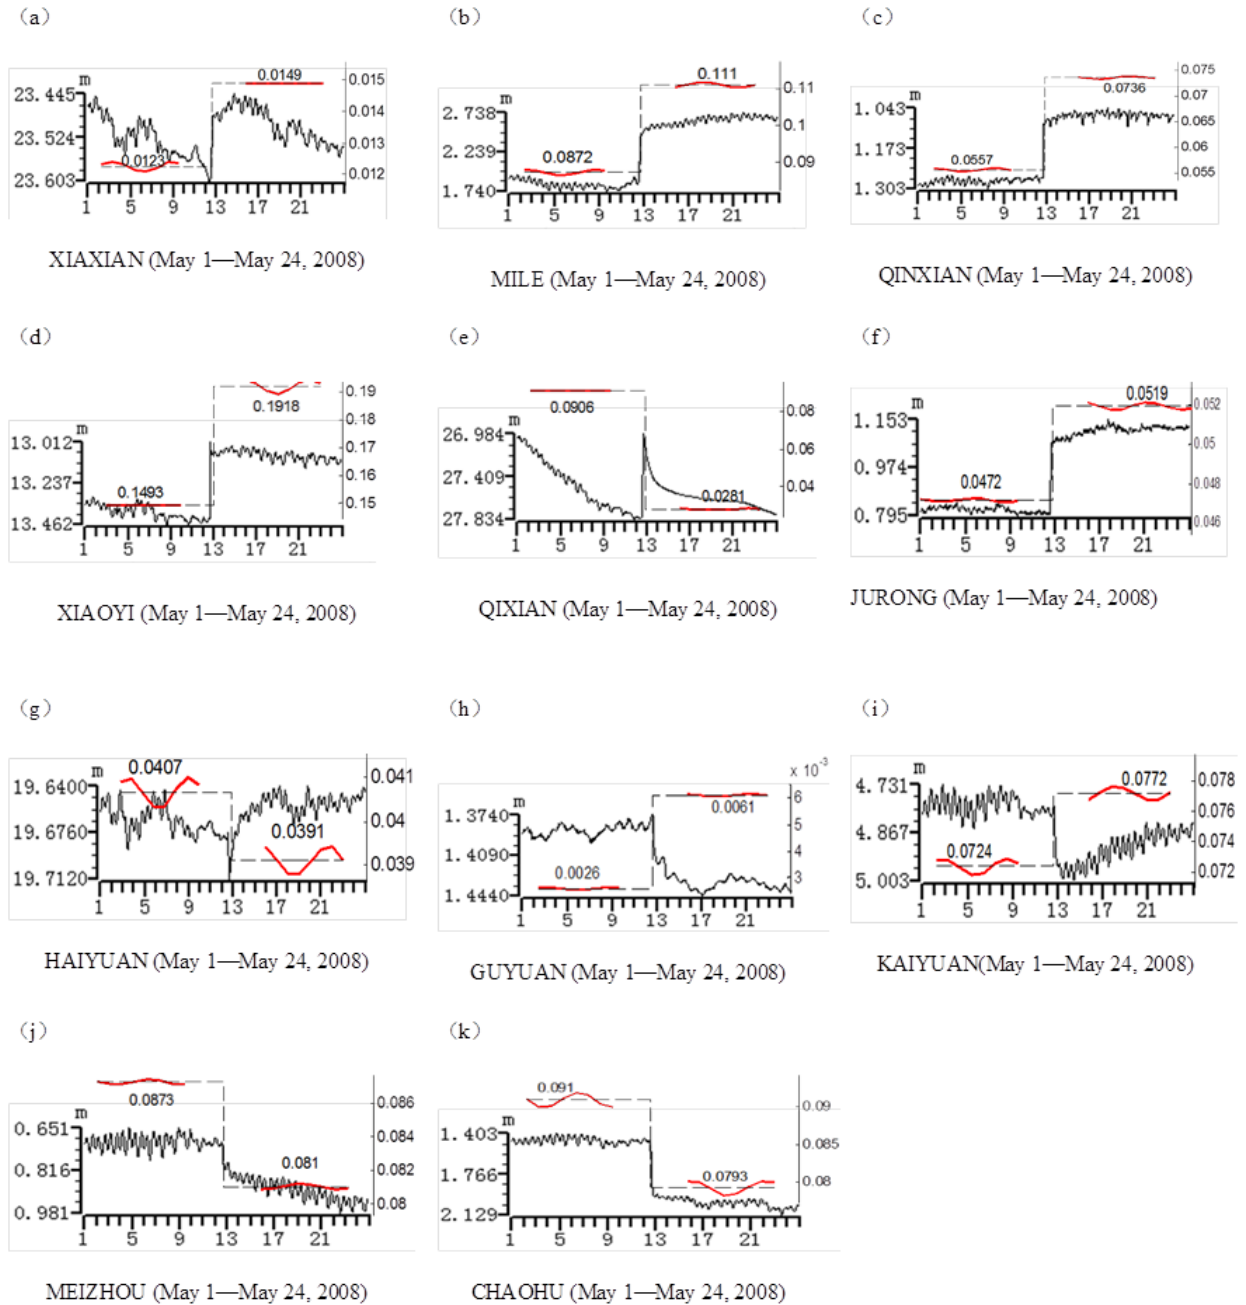 (a)
(b)
(c)
m
23.445
23.524
23.603
0.0149
0.0123
0.015
0.014
0.013
0.012
1 5 9 13 17 21
XIAXIAN (May 1—May 24, 2008)
m
2.738
2.239
1.740
0.111
0.0872
0.11
0.1
0.09
1 5 9 13 17 21
MILE (May 1—May 24, 2008)
m
1.043
1.173
1.303
0.0736
0.0557
0.075
0.07
0.065
0.06
0.055
1 5 9 13 17 21
QINXIAN (May 1—May 24, 2008)
(d)
(e)
(f)
m
13.012
13.237
13.462
0.1918
0.1493
0.19
0.18
0.17
0.16
0.15
1 5 9 13 17 21
XIAOYI (May 1—May 24, 2008)
m
26.984
27.409
27.834
0.0906
0.0281
0.08
0.06
0.04
1 5 9 13 17 21
QIXIAN (May 1—May 24, 2008)
m
1.153
0.974
0.795
0.0519
0.0472
0.052
0.05
0.048
0.046
1 5 9 13 17 21
JURONG (May 1—May 24, 2008)
(g)
(h)
(i)
m
19.6400
19.6760
19.7120
0.0407
0.0391
0.041
0.04
0.039
1 5 9 13 17 21
HAIYUAN (May 1—May 24, 2008)
x 10⁻³
m
1.3740
1.4090
1.4440
0.0061
0.0026
6
5
4
3
1 5 9 13 17 21
GUYUAN (May 1—May 24, 2008)
m
4.731
4.867
5.003
0.0772
0.0724
0.078
0.076
0.074
0.072
1 5 9 13 17 21
KAIYUAN(May 1—May 24, 2008)
(j)
(k)
m
0.651
0.816
0.981
0.0873
0.081
0.086
0.084
0.082
0.08
1 5 9 13 17 21
MEIZHOU (May 1—May 24, 2008)
m
1.403
1.766
2.129
0.091
0.0793
0.09
0.085
0.08
1 5 9 13 17 21
CHAOHU (May 1—May 24, 2008)